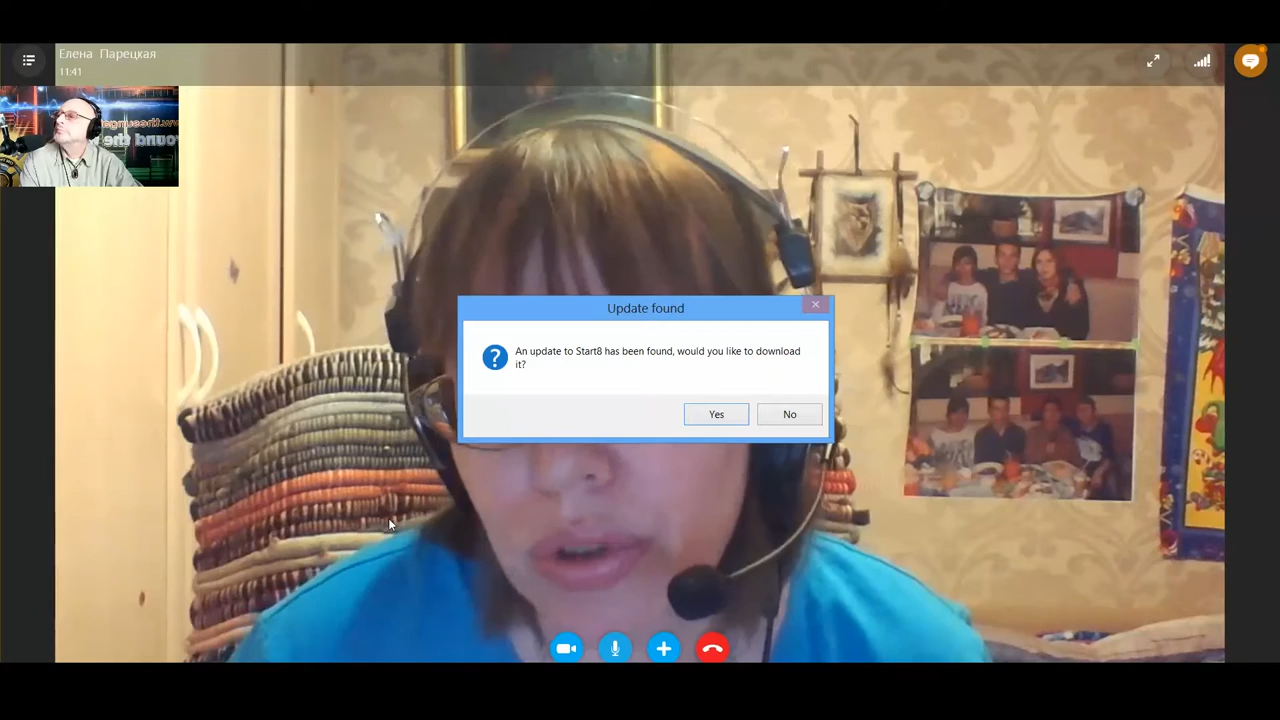 Елена Парецкая
11:41
Update found
An update to Start8 has been found, would you like to download
it?
Yes
No